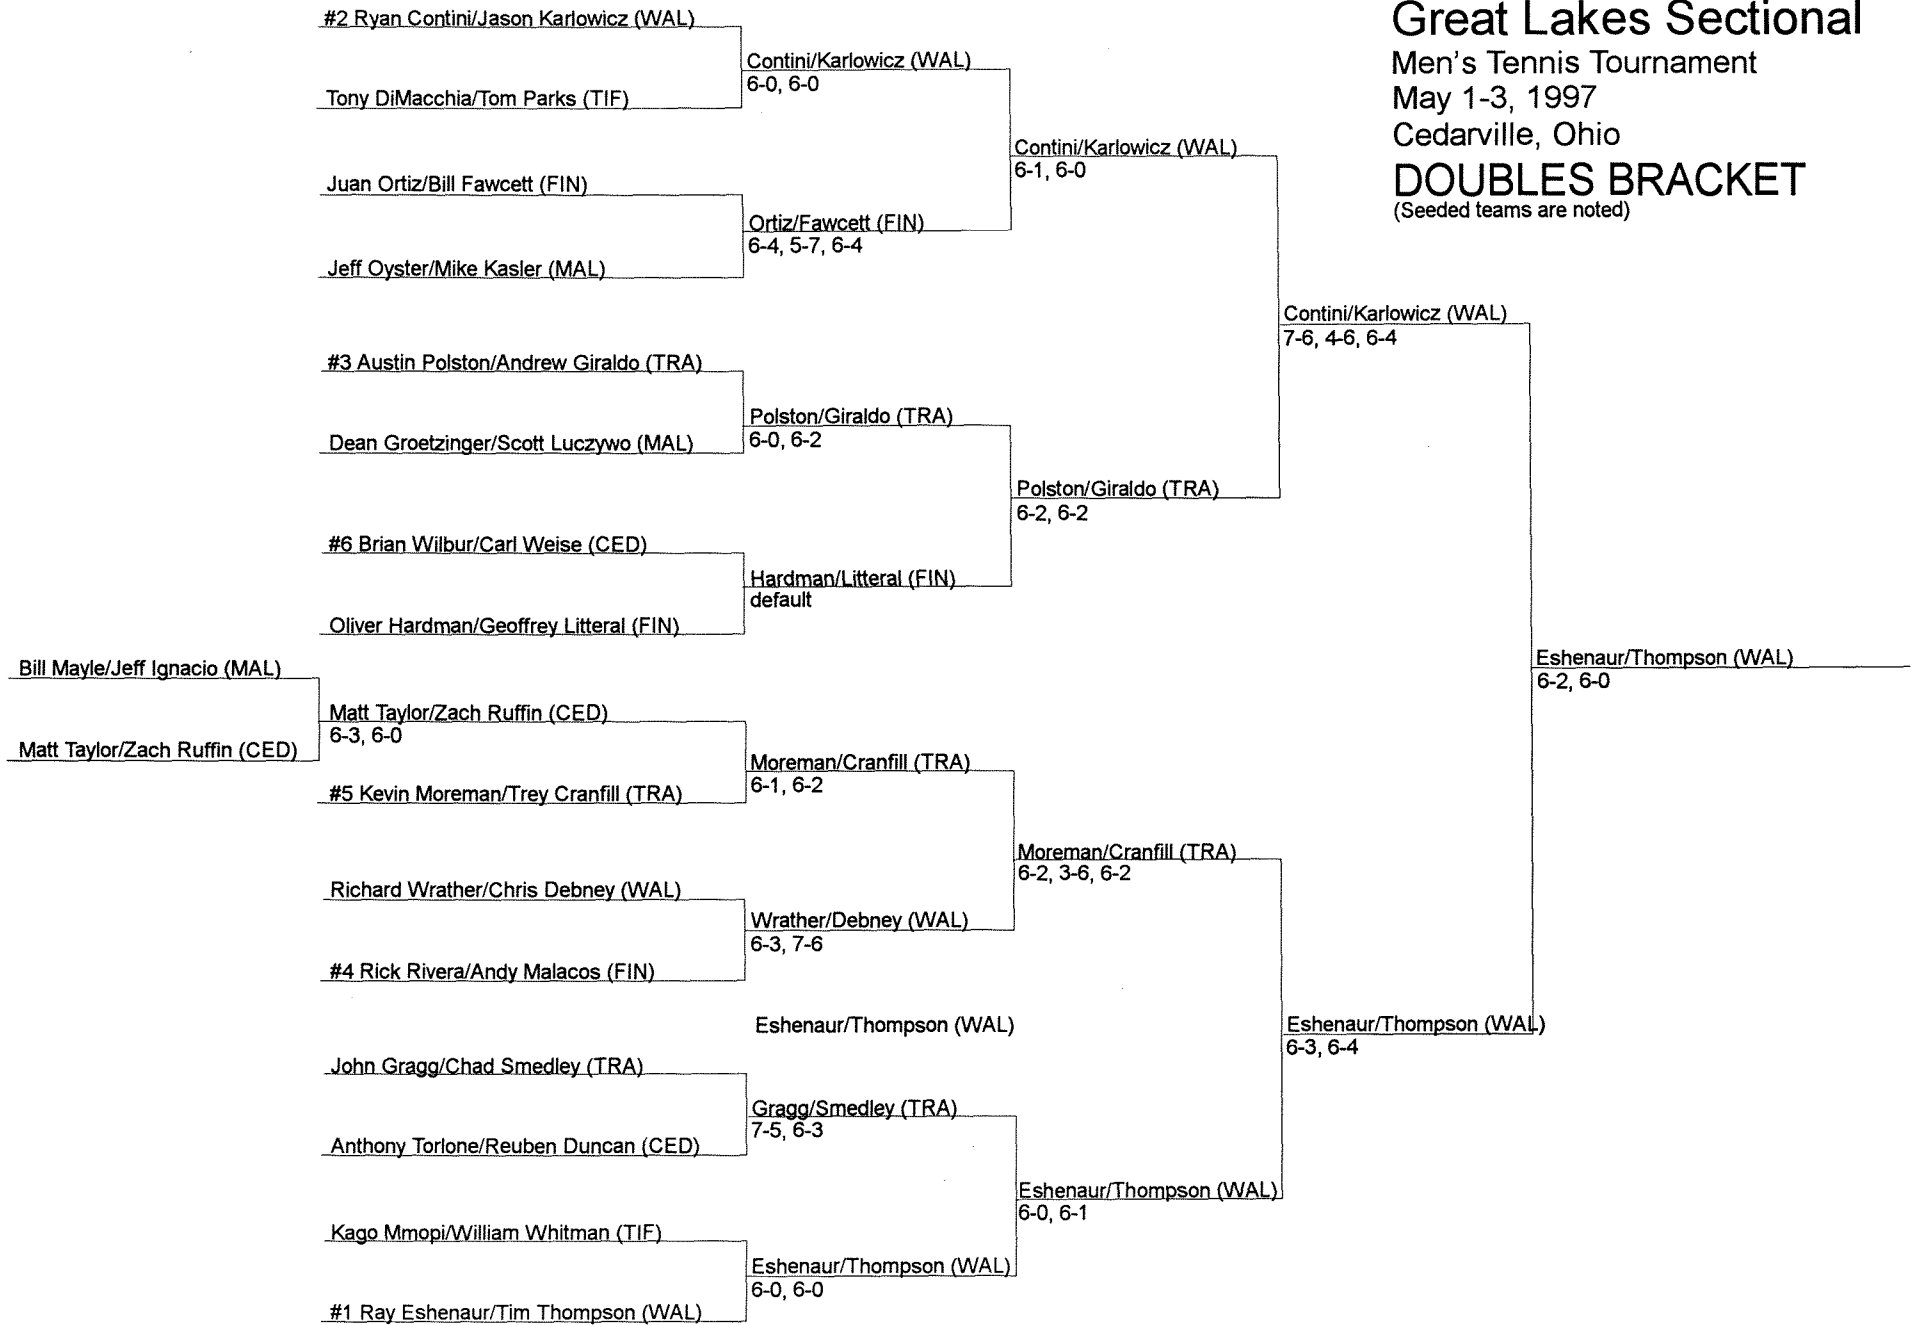 Great Lakes Sectional
Men's Tennis Tournament
May 1-3, 1997
Cedarville, Ohio
DOUBLES BRACKET
(Seeded teams are noted)
#2 Ryan Contini/Jason Karlowicz (WAL)
Contini/Karlowicz (WAL)
6-0, 6-0
Tony DiMacchia/Tom Parks (TIF)
Contini/Karlowicz (WAL)
6-1, 6-0
Juan Ortiz/Bill Fawcett (FIN)
Ortiz/Fawcett (FIN)
6-4, 5-7, 6-4
Jeff Oyster/Mike Kasler (MAL)
Contini/Karlowicz (WAL)
7-6, 4-6, 6-4
#3 Austin Polston/Andrew Giraldo (TRA)
Polston/Giraldo (TRA)
6-0, 6-2
Dean Groetzinger/Scott Luczywo (MAL)
Polston/Giraldo (TRA)
6-2, 6-2
#6 Brian Wilbur/Carl Weise (CED)
Hardman/Litteral (FIN)
default
Oliver Hardman/Geoffrey Litteral (FIN)
Eshenaur/Thompson (WAL)
6-2, 6-0
Bill Mayle/Jeff Ignacio (MAL)
Matt Taylor/Zach Ruffin (CED)
6-3, 6-0
Matt Taylor/Zach Ruffin (CED)
Moreman/Cranfill (TRA)
6-1, 6-2
#5 Kevin Moreman/Trey Cranfill (TRA)
Moreman/Cranfill (TRA)
6-2, 3-6, 6-2
Richard Wrather/Chris Debney (WAL)
Wrather/Debney (WAL)
6-3, 7-6
#4 Rick Rivera/Andy Malacos (FIN)
Eshenaur/Thompson (WAL)
Eshenaur/Thompson (WAL)
6-3, 6-4
John Gragg/Chad Smedley (TRA)
Gragg/Smedley (TRA)
7-5, 6-3
Anthony Torlone/Reuben Duncan (CED)
Eshenaur/Thompson (WAL)
6-0, 6-1
Kago Mmopi/William Whitman (TIF)
Eshenaur/Thompson (WAL)
6-0, 6-0
#1 Ray Eshenaur/Tim Thompson (WAL)